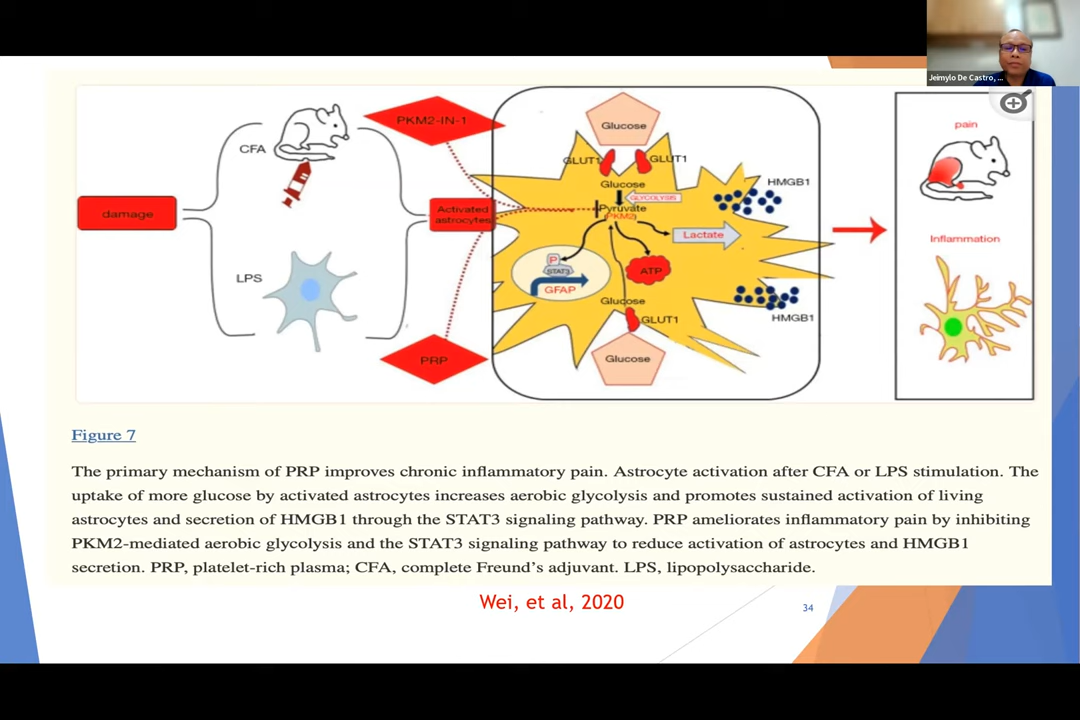 Jeimylo De Castro, ...
PKM2-IN-1
CFA
damage
Activated
astrocytes
LPS
PRP
Glucose
GLUT1
GLUT1
Glucose
GLYCOLYSIS
Pyruvate
PKM2
Lactate
P
STAT3
GFAP
ATP
Glucose
GLUT1
Glucose
HMGB1
HMGB1
pain
Inflammation
Figure 7
The primary mechanism of PRP improves chronic inflammatory pain. Astrocyte activation after CFA or LPS stimulation. The
uptake of more glucose by activated astrocytes increases aerobic glycolysis and promotes sustained activation of living
astrocytes and secretion of HMGB1 through the STAT3 signaling pathway. PRP ameliorates inflammatory pain by inhibiting
PKM2-mediated aerobic glycolysis and the STAT3 signaling pathway to reduce activation of astrocytes and HMGB1
secretion. PRP, platelet-rich plasma; CFA, complete Freund's adjuvant. LPS, lipopolysaccharide.
Wei, et al, 2020
34